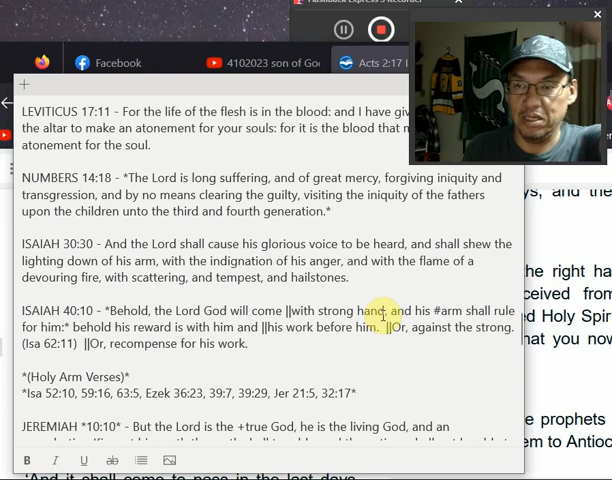 Flashback Express 5 Recorder
Facebook
4102023 son of Go
Acts 2:17 I
LEVITICUS 17:11 - For the life of the flesh is in the blood: and I have
the altar to make an atonement for your souls: for it is the blood that
atonement for the soul.
NUMBERS 14:18 - *The Lord is long suffering, and of great mercy, forgiving iniquity and
transgression, and by no means clearing the guilty, visiting the iniquity of the fathers
upon the children unto the third and fourth generation.*
ISAIAH 30:30 - And the Lord shall cause his glorious voice to be heard, and shall shew the
lighting down of his arm, with the indignation of his anger, and with the flame of a
devouring fire, with scattering, and tempest, and hailstones.
ISAIAH 40:10 - *Behold, the Lord God will come ||with strong hand, and his #arm shall rule
for him:* behold his reward is with him and ||his work before him. ||Or, against the strong.
(Isa 62:11) ||Or, recompense for his work.
*(Holy Arm Verses)*
*Isa 52:10, 59:16, 63:5, Ezek 36:23, 39:7, 39:29, Jer 21:5, 32:17*
JEREMIAH *10:10* - But the Lord is the +true God, he is the living God, and an
B I U ab
ys, and the
he right ha
ceived from
ed Holy Spir
hat you now
e prophets
em to Antioc
'And it shall come to pass in the last days